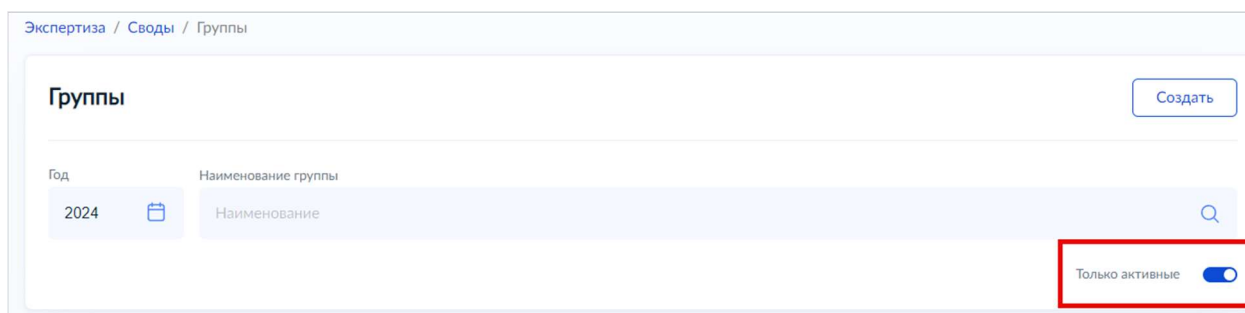 Экспертиза / Своды / Группы
Группы
Создать
Год
Наименование группы
2024
Наименование
Только активные